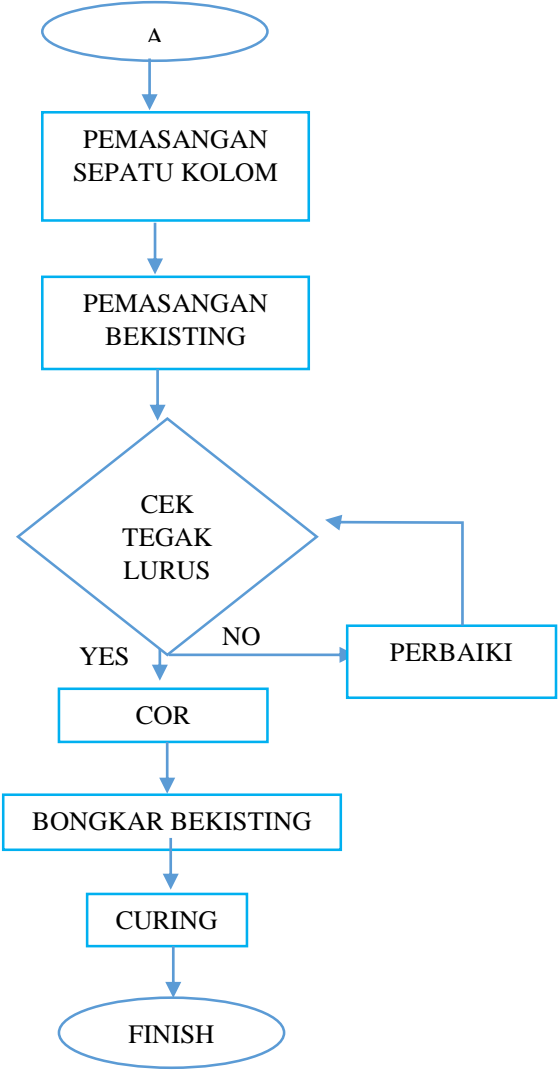 A
PEMASANGAN
SEPATU KOLOM
PEMASANGAN
BEKISTING
CEK
TEGAK
LURUS
YES
NO
PERBAIKI
COR
BONGKAR BEKISTING
CURING
FINISH